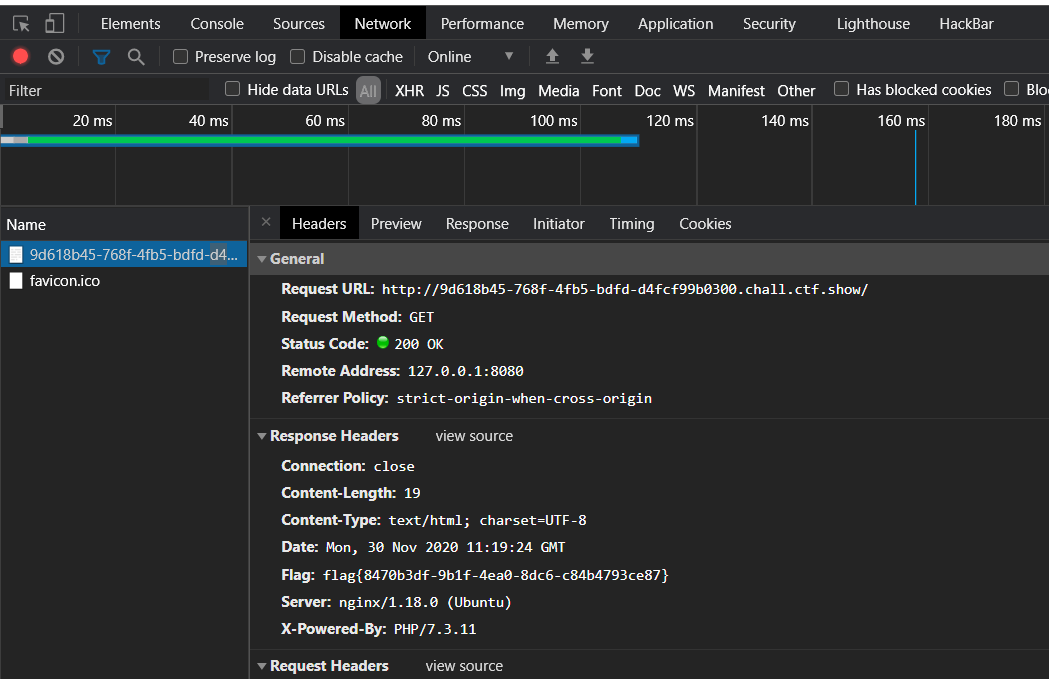 Elements Console Sources Network Performance Memory Application Security Lighthouse HackBar
Preserve log Disable cache Online
Filter Hide data URLs All XHR JS CSS Img Media Font Doc WS Manifest Other Has blocked cookies Blo
20 ms 40 ms 60 ms 80 ms 100 ms 120 ms 140 ms 160 ms 180 ms
Name
9d618b45-768f-4fb5-bdfd-d4...
favicon.ico
Headers Preview Response Initiator Timing Cookies
General
Request URL: http://9d618b45-768f-4fb5-bdfd-d4fcf99b0300.chall.ctf.show/
Request Method: GET
Status Code: 200 OK
Remote Address: 127.0.0.1:8080
Referrer Policy: strict-origin-when-cross-origin
Response Headers view source
Connection: close
Content-Length: 19
Content-Type: text/html; charset=UTF-8
Date: Mon, 30 Nov 2020 11:19:24 GMT
Flag: flag{8470b3df-9b1f-4ea0-8dc6-c84b4793ce87}
Server: nginx/1.18.0 (Ubuntu)
X-Powered-By: PHP/7.3.11
Request Headers view source